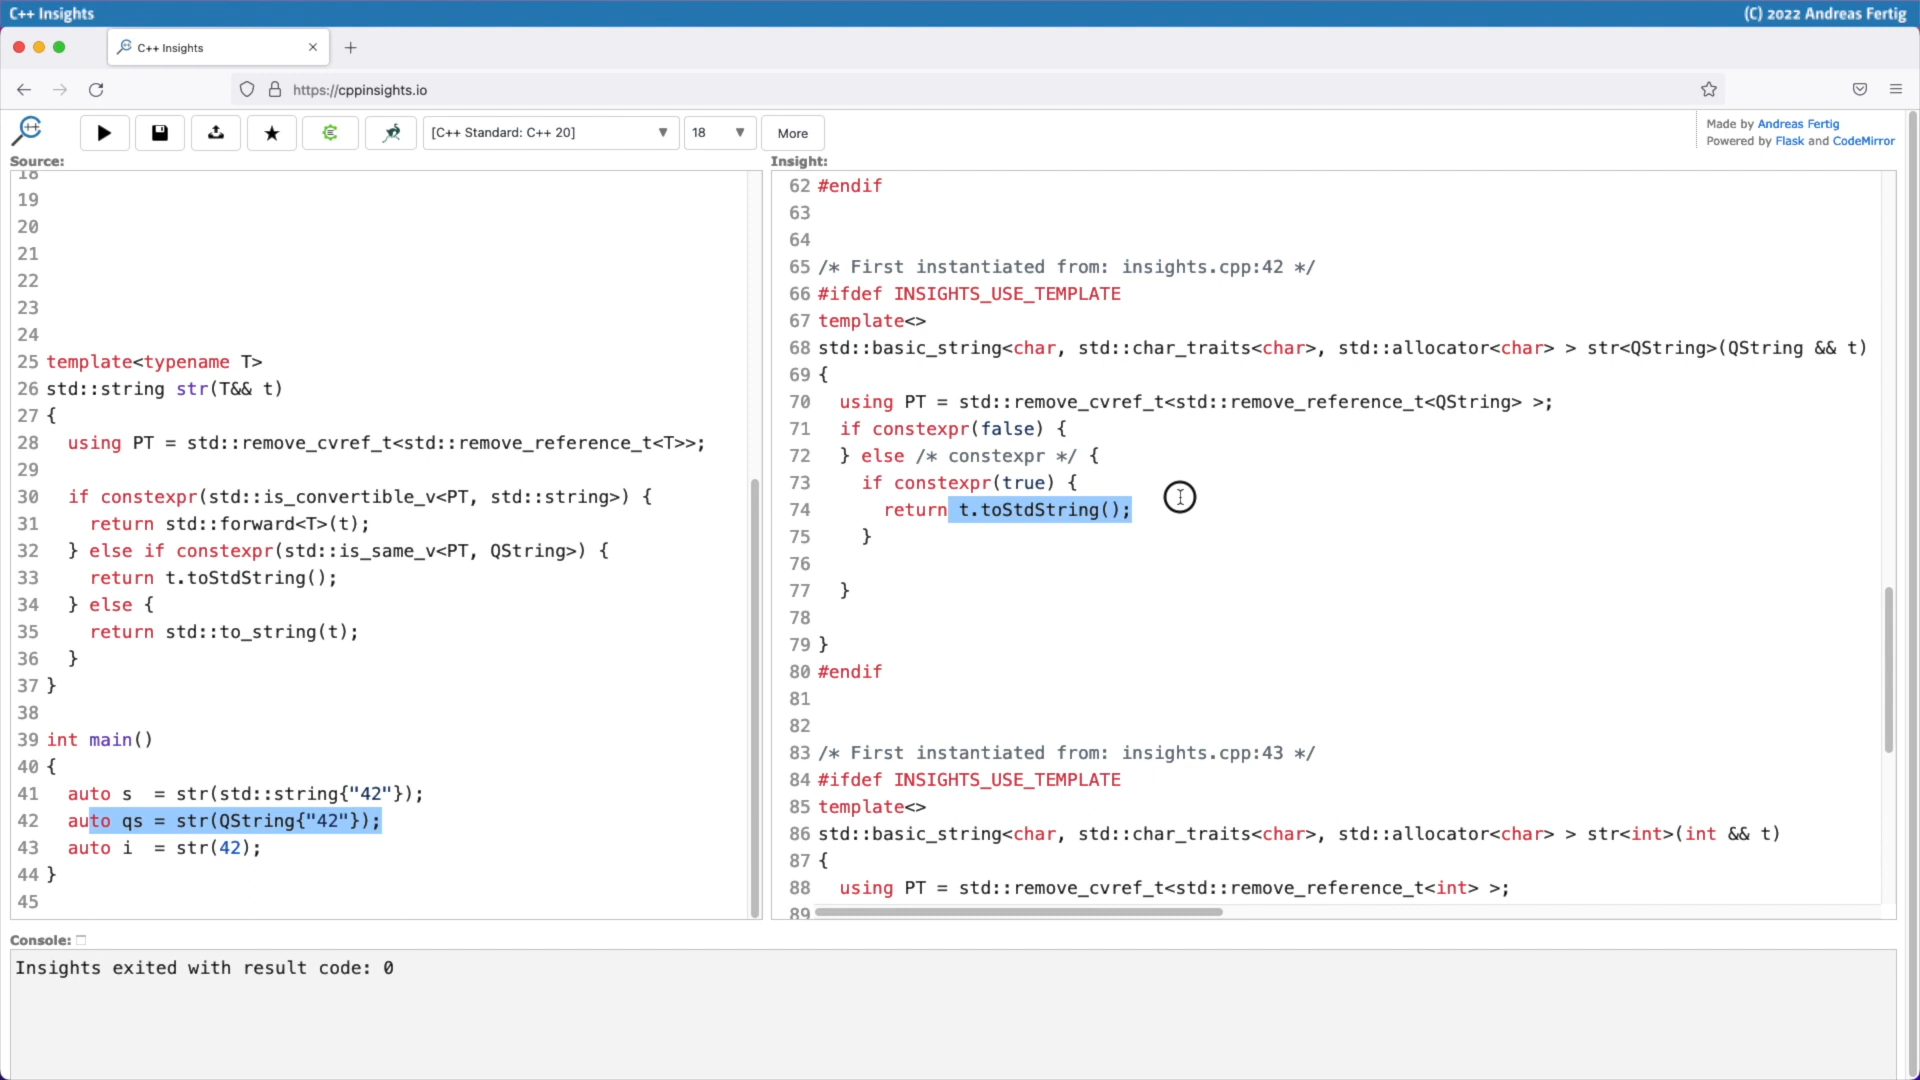 C++ Insights
(C) 2022 Andreas Fertig
C++ Insights
https://cppinsights.io
[C++ Standard: C++ 20]
18
More
Made by Andreas Fertig
Powered by Flask and CodeMirror
Source:
18
19
20
21
22
23
24
25 template<typename T>
26 std::string str(T&& t)
27 {
28 using PT = std::remove_cvref_t<std::remove_reference_t<T>>;
29
30 if constexpr(std::is_convertible_v<PT, std::string>) {
31 return std::forward<T>(t);
32 } else if constexpr(std::is_same_v<PT, QString>) {
33 return t.toStdString();
34 } else {
35 return std::to_string(t);
36 }
37 }
38
39 int main()
40 {
41 auto s  = str(std::string{"42"});
42 auto qs = str(QString{"42"});
43 auto i  = str(42);
44 }
45
Insight:
62 #endif
63
64
65 /* First instantiated from: insights.cpp:42 */
66 #ifdef INSIGHTS_USE_TEMPLATE
67 template<>
68 std::basic_string<char, std::char_traits<char>, std::allocator<char> > str<QString>(QString && t)
69 {
70 using PT = std::remove_cvref_t<std::remove_reference_t<QString> >;
71 if constexpr(false) {
72 } else /* constexpr */ {
73 if constexpr(true) {
74 return t.toStdString();
75 }
76
77 }
78
79 }
80 #endif
81
82
83 /* First instantiated from: insights.cpp:43 */
84 #ifdef INSIGHTS_USE_TEMPLATE
85 template<>
86 std::basic_string<char, std::char_traits<char>, std::allocator<char> > str<int>(int && t)
87 {
88 using PT = std::remove_cvref_t<std::remove_reference_t<int> >;
89
Console:
Insights exited with result code: 0